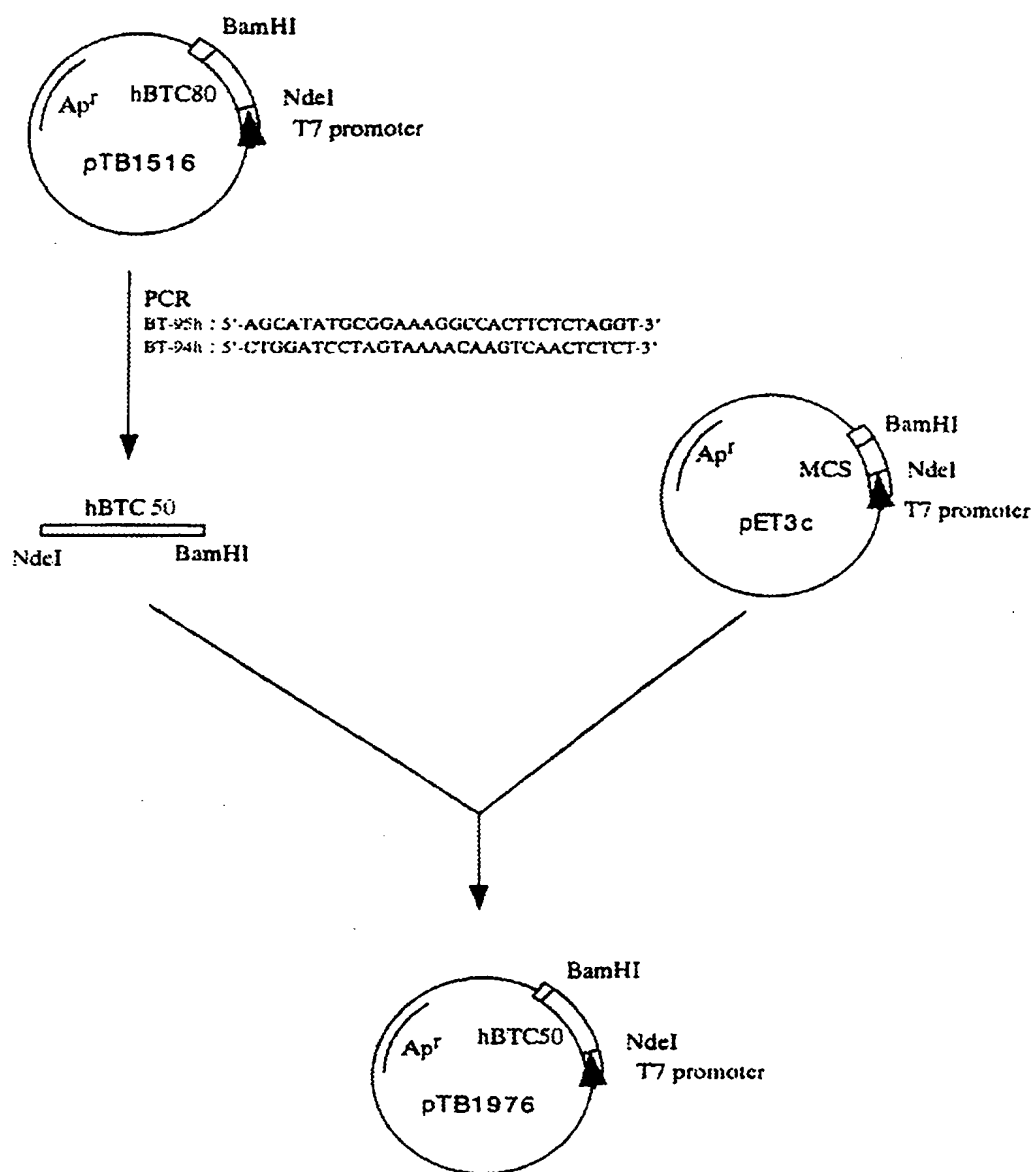 BamHI
hBTC80
NdeI
Apr
T7 promoter
pTB1516
PCR
BT-95h : 5'-AGCATATGCGGAAAGGCCACTTCTCTAGGT-3'
BT-94h : 5'-CTGGATCCTAGTAAAACAAGTCAACTCTCT-3'
BamHI
Apr
MCS
NdeI
T7 promoter
pET3c
hBTC 50
NdeI
BamHI
BamHI
Apr
hBTC50
NdeI
T7 promoter
pTB1976